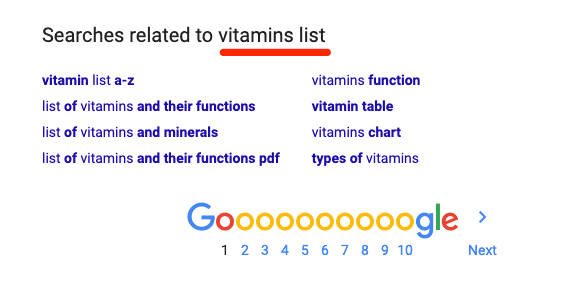 Searches related to vitamins list
vitamin list a-z
list of vitamins and their functions
list of vitamins and minerals
list of vitamins and their functions pdf
vitamins function
vitamin table
vitamins chart
types of vitamins
Goooooooooogle >
1 2 3 4 5 6 7 8 9 10 Next